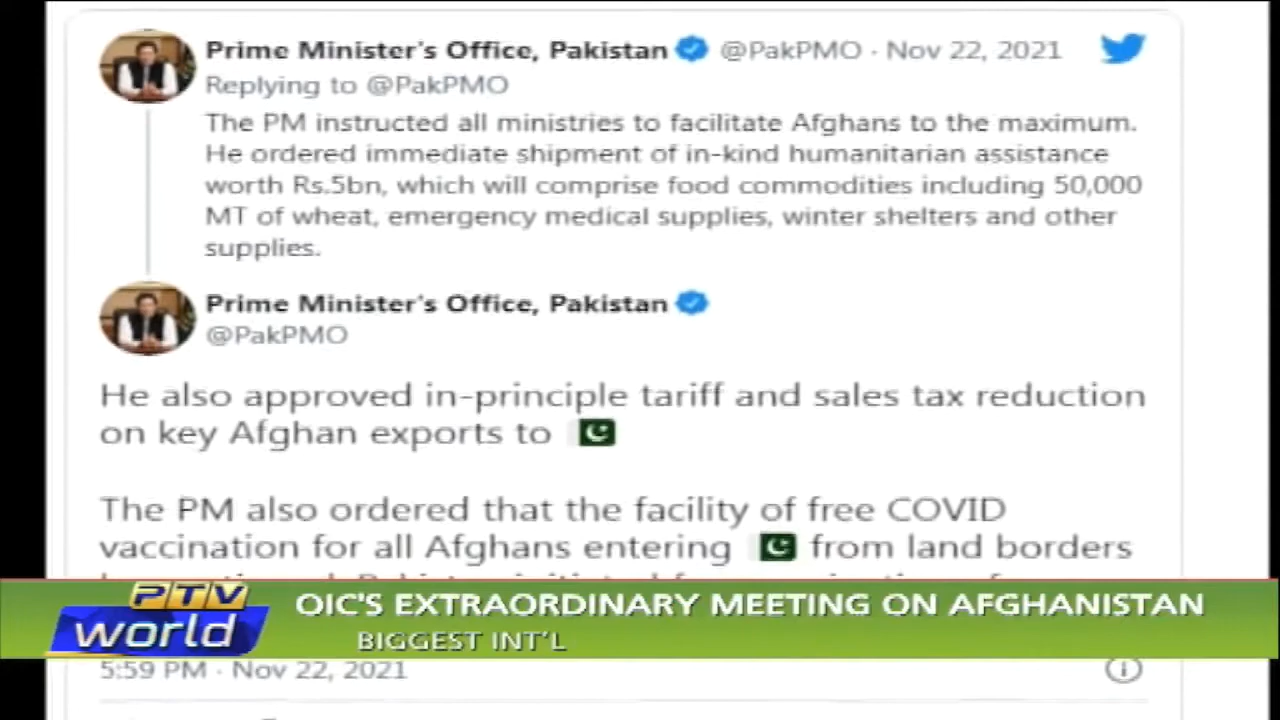 Prime Minister's Office, Pakistan @PakPMO · Nov 22, 2021
Replying to @PakPMO
The PM instructed all ministries to facilitate Afghans to the maximum.
He ordered immediate shipment of in-kind humanitarian assistance
worth Rs.5bn, which will comprise food commodities including 50,000
MT of wheat, emergency medical supplies, winter shelters and other
supplies.
Prime Minister's Office, Pakistan
@PakPMO
He also approved in-principle tariff and sales tax reduction
on key Afghan exports to
The PM also ordered that the facility of free COVID
vaccination for all Afghans entering from land borders
PTV
world
OIC'S EXTRAORDINARY MEETING ON AFGHANISTAN
BIGGEST INT'L
5:59 PM · Nov 22, 2021